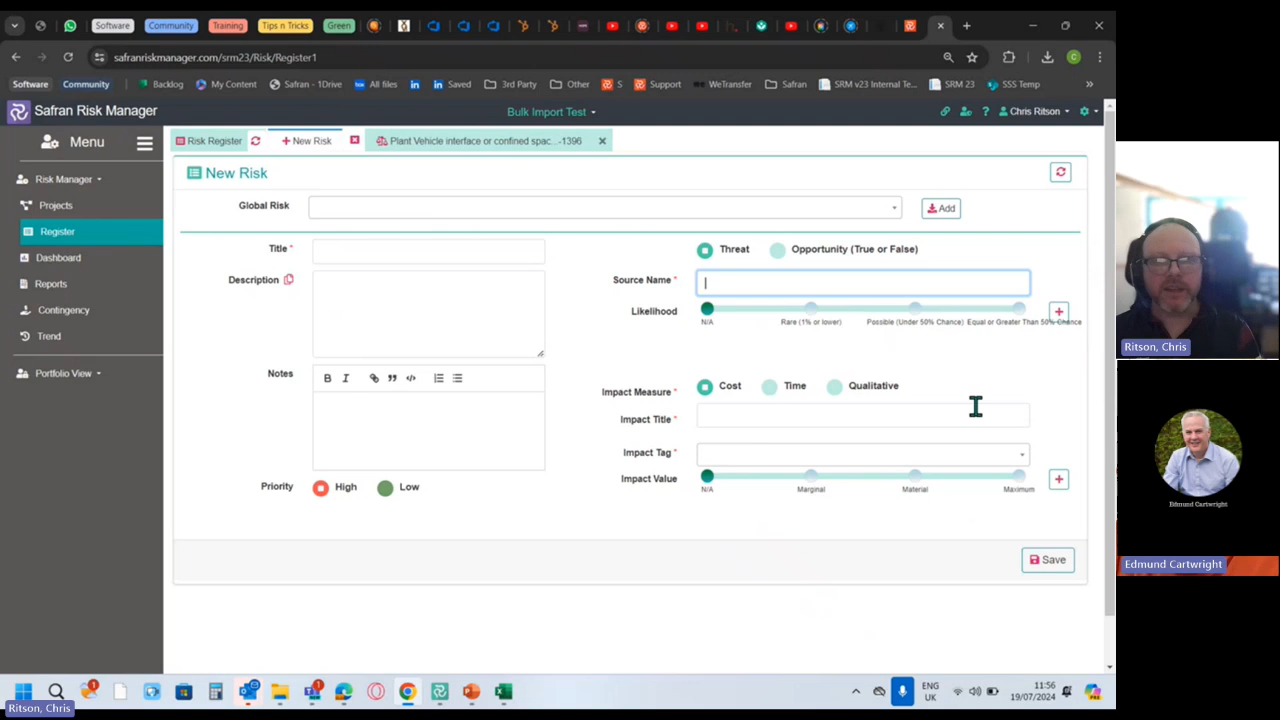 Software
Community
Training
Tips n Tricks
Green
safranriskmanager.com/srm23/Risk/Register1
Software
Community
Backlog
My Content
Safran - 1Drive
All files
Saved
3rd Party
Other
S
Support
WeTransfer
Safran
SRM v23 Internal Te...
SRM 23
SSS Temp
Safran Risk Manager
Bulk Import Test
Chris Ritson
Menu
Risk Register
New Risk
Plant Vehicle interface or confined spac...-1396
Risk Manager
Projects
Register
Dashboard
Reports
Contingency
Trend
Portfolio View
New Risk
Global Risk
Add
Title *
Threat
Opportunity (True or False)
Description
Source Name *
Likelihood
N/A
Rare (1% or lower)
Possible (Under 50% Chance)
Equal or Greater Than 50% Chance
Notes
B I
Impact Measure *
Cost
Time
Qualitative
Impact Title *
Impact Tag *
Impact Value
N/A
Marginal
Material
Maximum
Priority
High
Low
Save
Ritson, Chris
Edmund Cartwright
Edmund Cartwright
ENG
UK
11:56
19/07/2024
Ritson, Chris